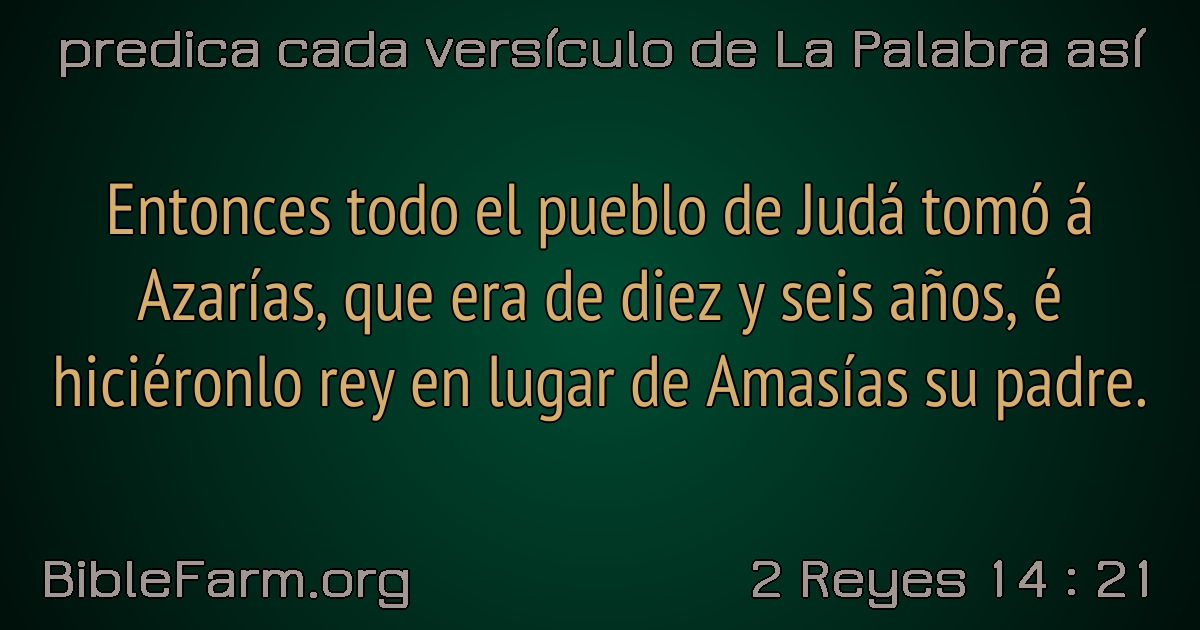 predica cada versículo de La Palabra así
Entonces todo el pueblo de Judá tomó á
Azarías, que era de diez y seis años, é
hiciéronlo rey en lugar de Amasías su padre.
BibleFarm.org
2 Reyes 14 : 21